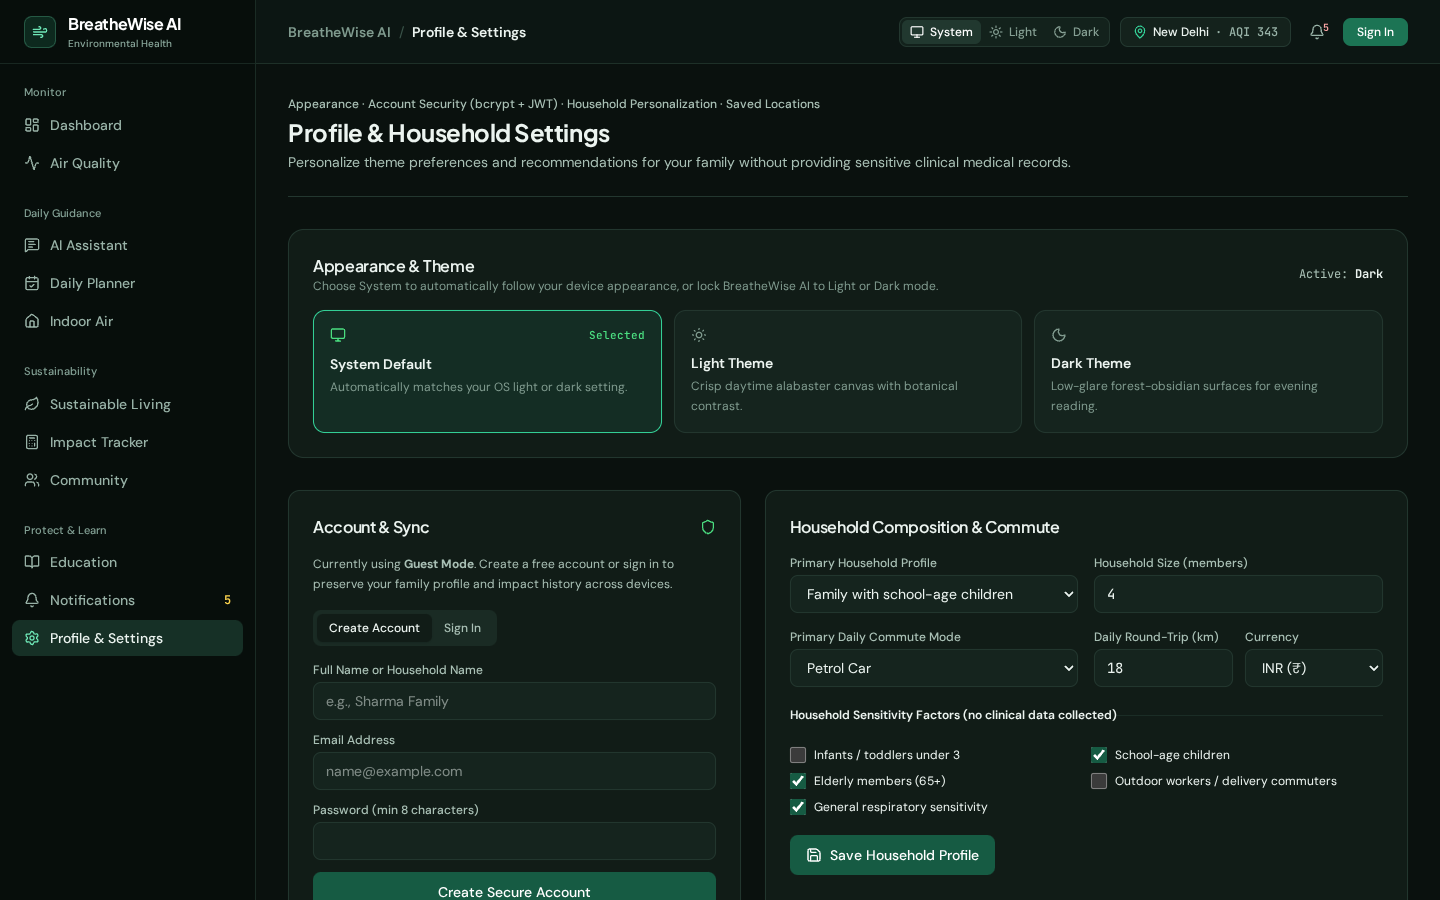 BreatheWise AI
Environmental Health
BreatheWise AI / Profile & Settings
System
Light
Dark
New Delhi · AQI 343
5
Sign In
Monitor
Dashboard
Air Quality
Daily Guidance
AI Assistant
Daily Planner
Indoor Air
Sustainability
Sustainable Living
Impact Tracker
Community
Protect & Learn
Education
Notifications 5
Profile & Settings
Appearance · Account Security (bcrypt + JWT) · Household Personalization · Saved Locations
Profile & Household Settings
Personalize theme preferences and recommendations for your family without providing sensitive clinical medical records.
Appearance & Theme
Choose System to automatically follow your device appearance, or lock BreatheWise AI to Light or Dark mode.
Active: Dark
Selected
System Default
Automatically matches your OS light or dark setting.
Light Theme
Crisp daytime alabaster canvas with botanical
contrast.
Dark Theme
Low-glare forest-obsidian surfaces for evening
reading.
Account & Sync
Currently using Guest Mode. Create a free account or sign in to
preserve your family profile and impact history across devices.
Create Account
Sign In
Full Name or Household Name
e.g., Sharma Family
Email Address
name@example.com
Password (min 8 characters)
Create Secure Account
Household Composition & Commute
Primary Household Profile
Family with school-age children
Household Size (members)
4
Primary Daily Commute Mode
Petrol Car
Daily Round-Trip (km)
18
Currency
INR (₹)
Household Sensitivity Factors (no clinical data collected)
Infants / toddlers under 3
School-age children
Elderly members (65+)
Outdoor workers / delivery commuters
General respiratory sensitivity
Save Household Profile